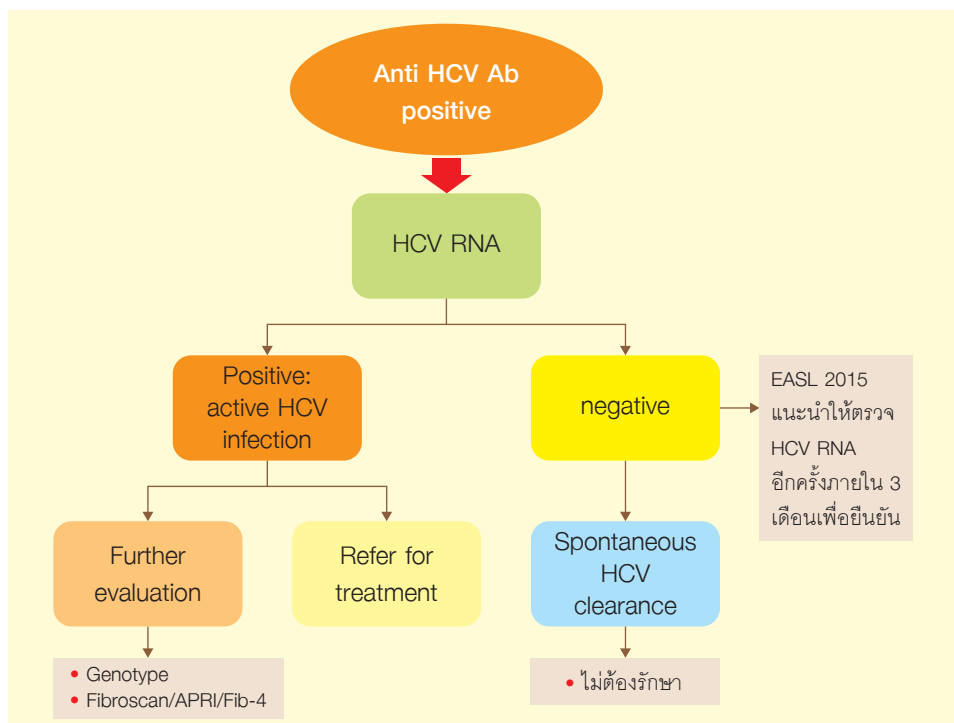 Anti HCV Ab
positive
HCV RNA
Positive:
active HCV
infection
negative
EASL 2015
แนะนำให้ตรวจ
HCV RNA
อีกครั้งภายใน 3
เดือนเพื่อยืนยัน
Further
evaluation
Refer for
treatment
Spontaneous
HCV
clearance
• Genotype
• Fibroscan/APRI/Fib-4
• ไม่ต้องรักษา